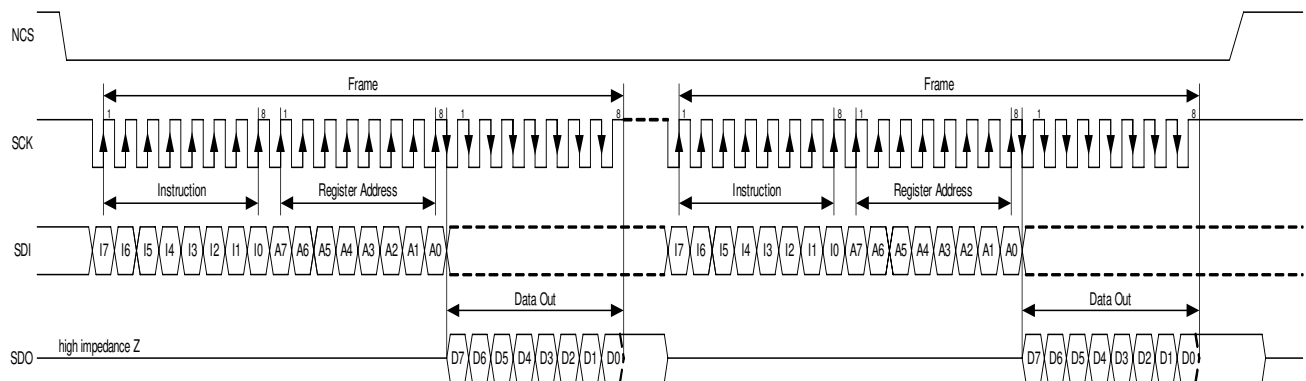 NCS
Frame Frame
1 8 1 8 1 8 1 8 1 8 1 8
SCK
Instruction Register Address Instruction Register Address
SDI I7 I6 I5 I4 I3 I2 I1 I0 A7 A6 A5 A4 A3 A2 A1 A0 I7 I6 I5 I4 I3 I2 I1 I0 A7 A6 A5 A4 A3 A2 A1 A0
Data Out Data Out
high impedance Z
SDO D7 D6 D5 D4 D3 D2 D1 D0 D7 D6 D5 D4 D3 D2 D1 D0